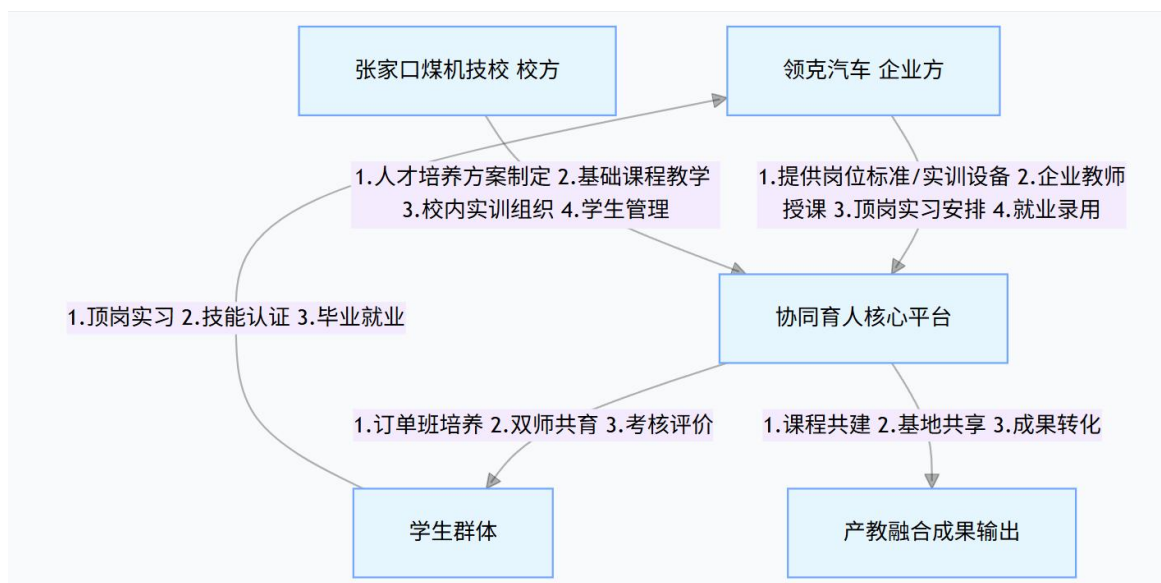 张家口煤机技校 校方
领克汽车 企业方
1.人才培养方案制定 2.基础课程教学
3.校内实训组织 4.学生管理
1.提供岗位标准/实训设备 2.企业教师
授课 3.顶岗实习安排 4.就业录用
1.顶岗实习 2.技能认证 3.毕业就业
协同育人核心平台
1.订单班培养 2.双师共育 3.考核评价
1.课程共建 2.基地共享 3.成果转化
学生群体
产教融合成果输出